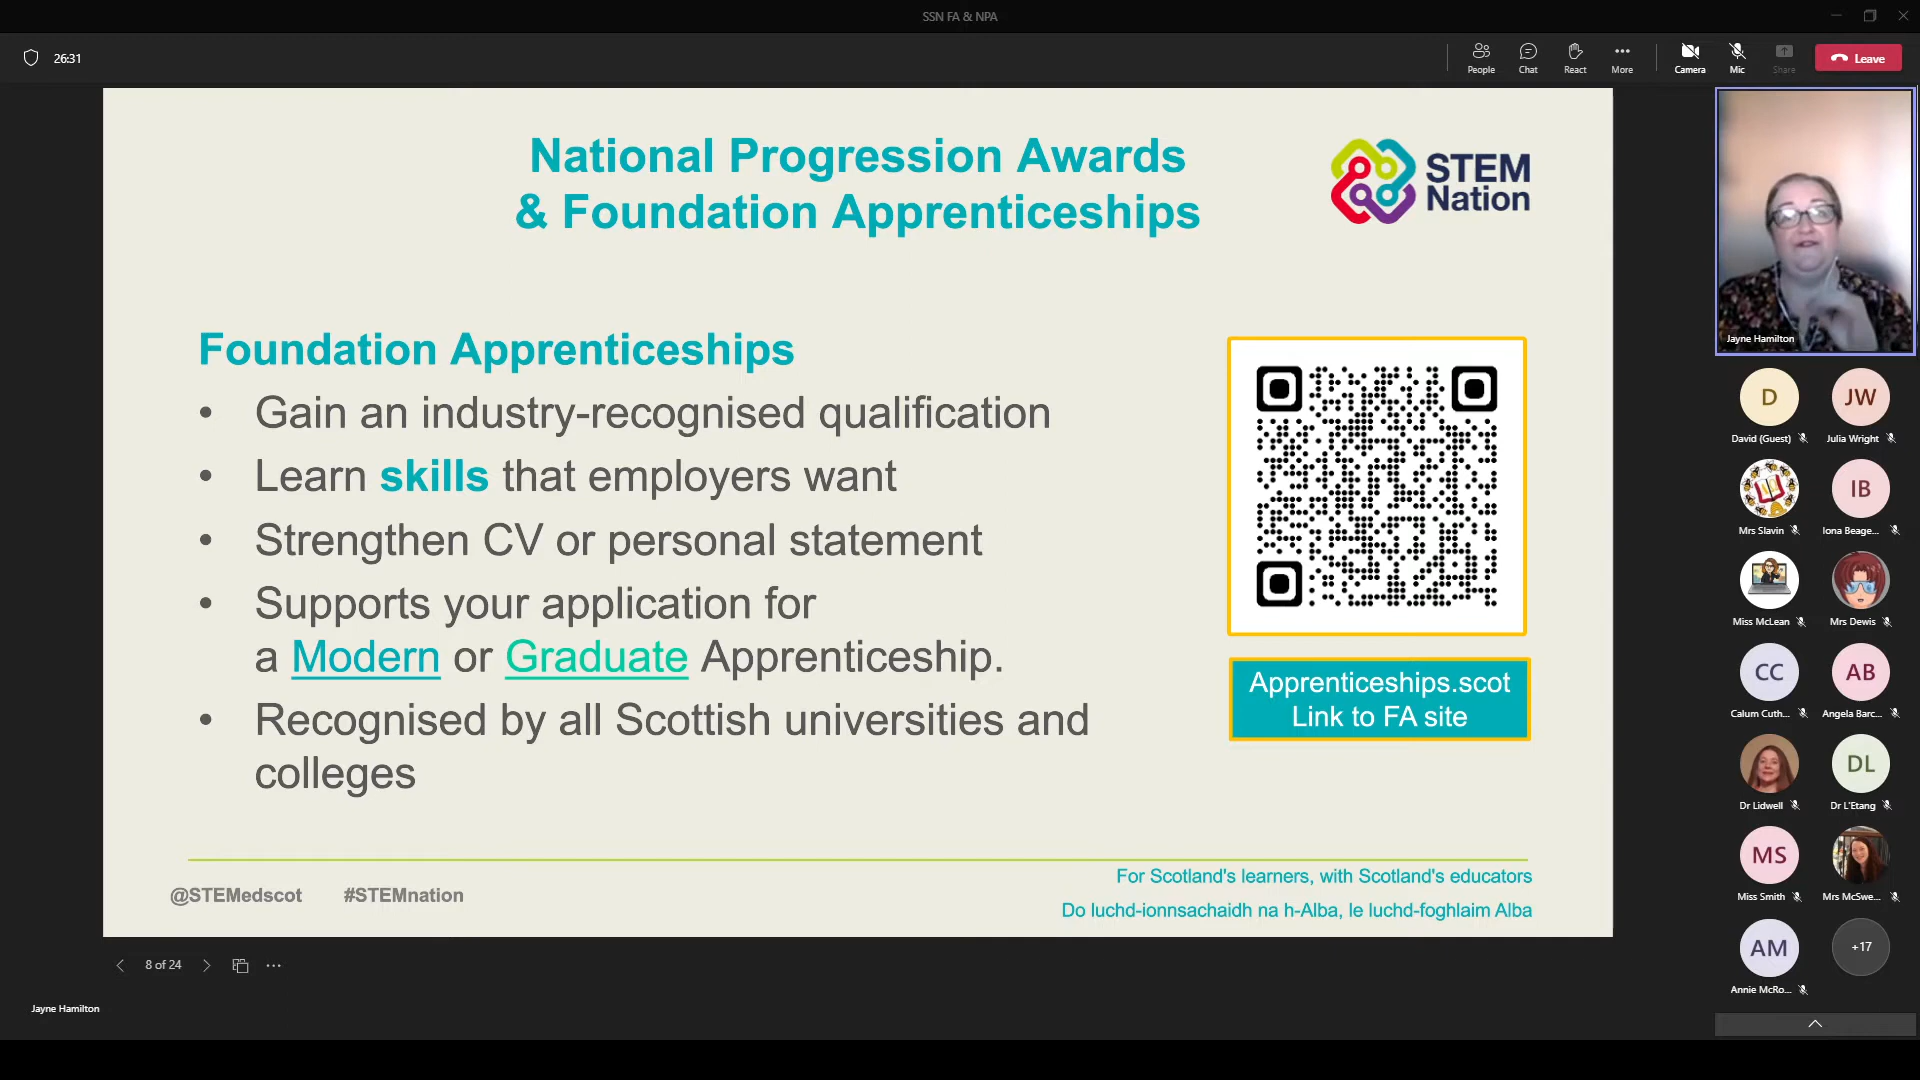 SSN FA & NPA
26:31
People
Chat
React
More
Camera
Mic
Share
Leave
National Progression Awards
& Foundation Apprenticeships
STEM
Nation
Foundation Apprenticeships
• Gain an industry-recognised qualification
• Learn skills that employers want
• Strengthen CV or personal statement
• Supports your application for
a Modern or Graduate Apprenticeship.
• Recognised by all Scottish universities and
colleges
Apprenticeships.scot
Link to FA site
@STEMedscot #STEMnation
For Scotland's learners, with Scotland's educators
Do luchd-ionnsachaidh na h-Alba, le luchd-foghlaim Alba
8 of 24
Jayne Hamilton
Jayne Hamilton
D
JW
David (Guest)
Julia Wright
IB
Mrs Slavin
Iona Beage...
Miss McLean
Mrs Dewis
CC
AB
Calum Cuth...
Angela Barc...
DL
Dr Lidwell
Dr L'Etang
MS
Miss Smith
Mrs McSwe...
AM
+17
Annie McRo...